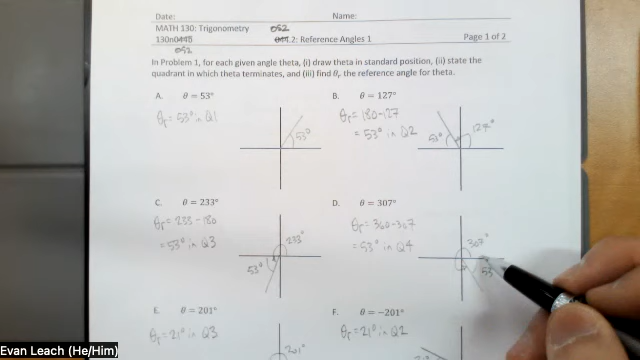 Date: Name:
MATH 130: Trigonometry 052
130n044S 044.2: Reference Angles 1 Page 1 of 2
052
In Problem 1, for each given angle theta, (i) draw theta in standard position, (ii) state the
quadrant in which theta terminates, and (iii) find θr, the reference angle for theta.
A. θ = 53°
θr = 53° in Q1
53°
B. θ = 127°
θr = 180-127
= 53° in Q2
53° 127°
C. θ = 233°
θr = 233 - 180
= 53° in Q3
233°
53°
D. θ = 307°
θr = 360-307
= 53° in Q4
307°
53
E. θ = 201°
θr = 21° in Q3
201°
F. θ = −201°
θr = 21° in Q2
Evan Leach (He/Him)